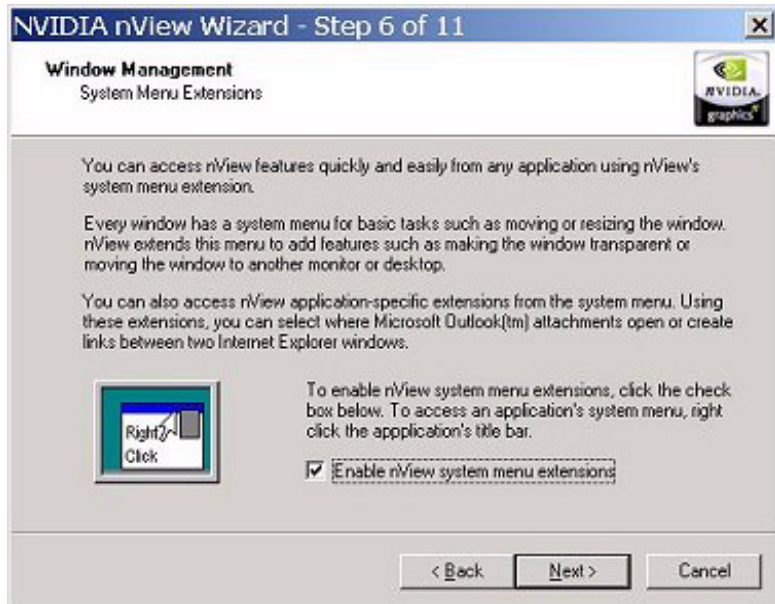 NVIDIA nView Wizard - Step 6 of 11
Window Management
System Menu Extensions
NVIDIA.
graphics
You can access nView features quickly and easily from any application using nView's
system menu extension.
Every window has a system menu for basic tasks such as moving or resizing the window.
nView extends this menu to add features such as making the window transparent or
moving the window to another monitor or desktop.
You can also access nView application-specific extensions from the system menu. Using
these extensions, you can select where Microsoft Outlook(tm) attachments open or create
links between two Internet Explorer windows.
Right
Click
To enable nView system menu extensions, click the check
box below. To access an application's system menu, right
click the appplication's title bar.
Enable nView system menu extensions
< Back
Next >
Cancel